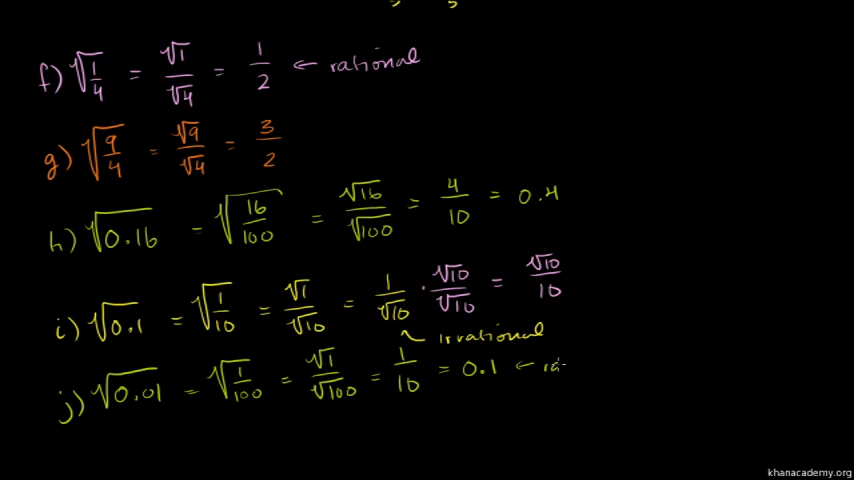 f) √(1/4) = √1/√4 = 1/2 ← rational
g) √(9/4) = √9/√4 = 3/2
h) √0.16 = √(16/100) = √16/√100 = 4/10 = 0.4
i) √0.1 = √(1/10) = √1/√10 = 1/√10 · √10/√10 = √10/10
irrational
j) √0.01 = √(1/100) = √1/√100 = 1/10 = 0.1 ← ra
khanacademy.org